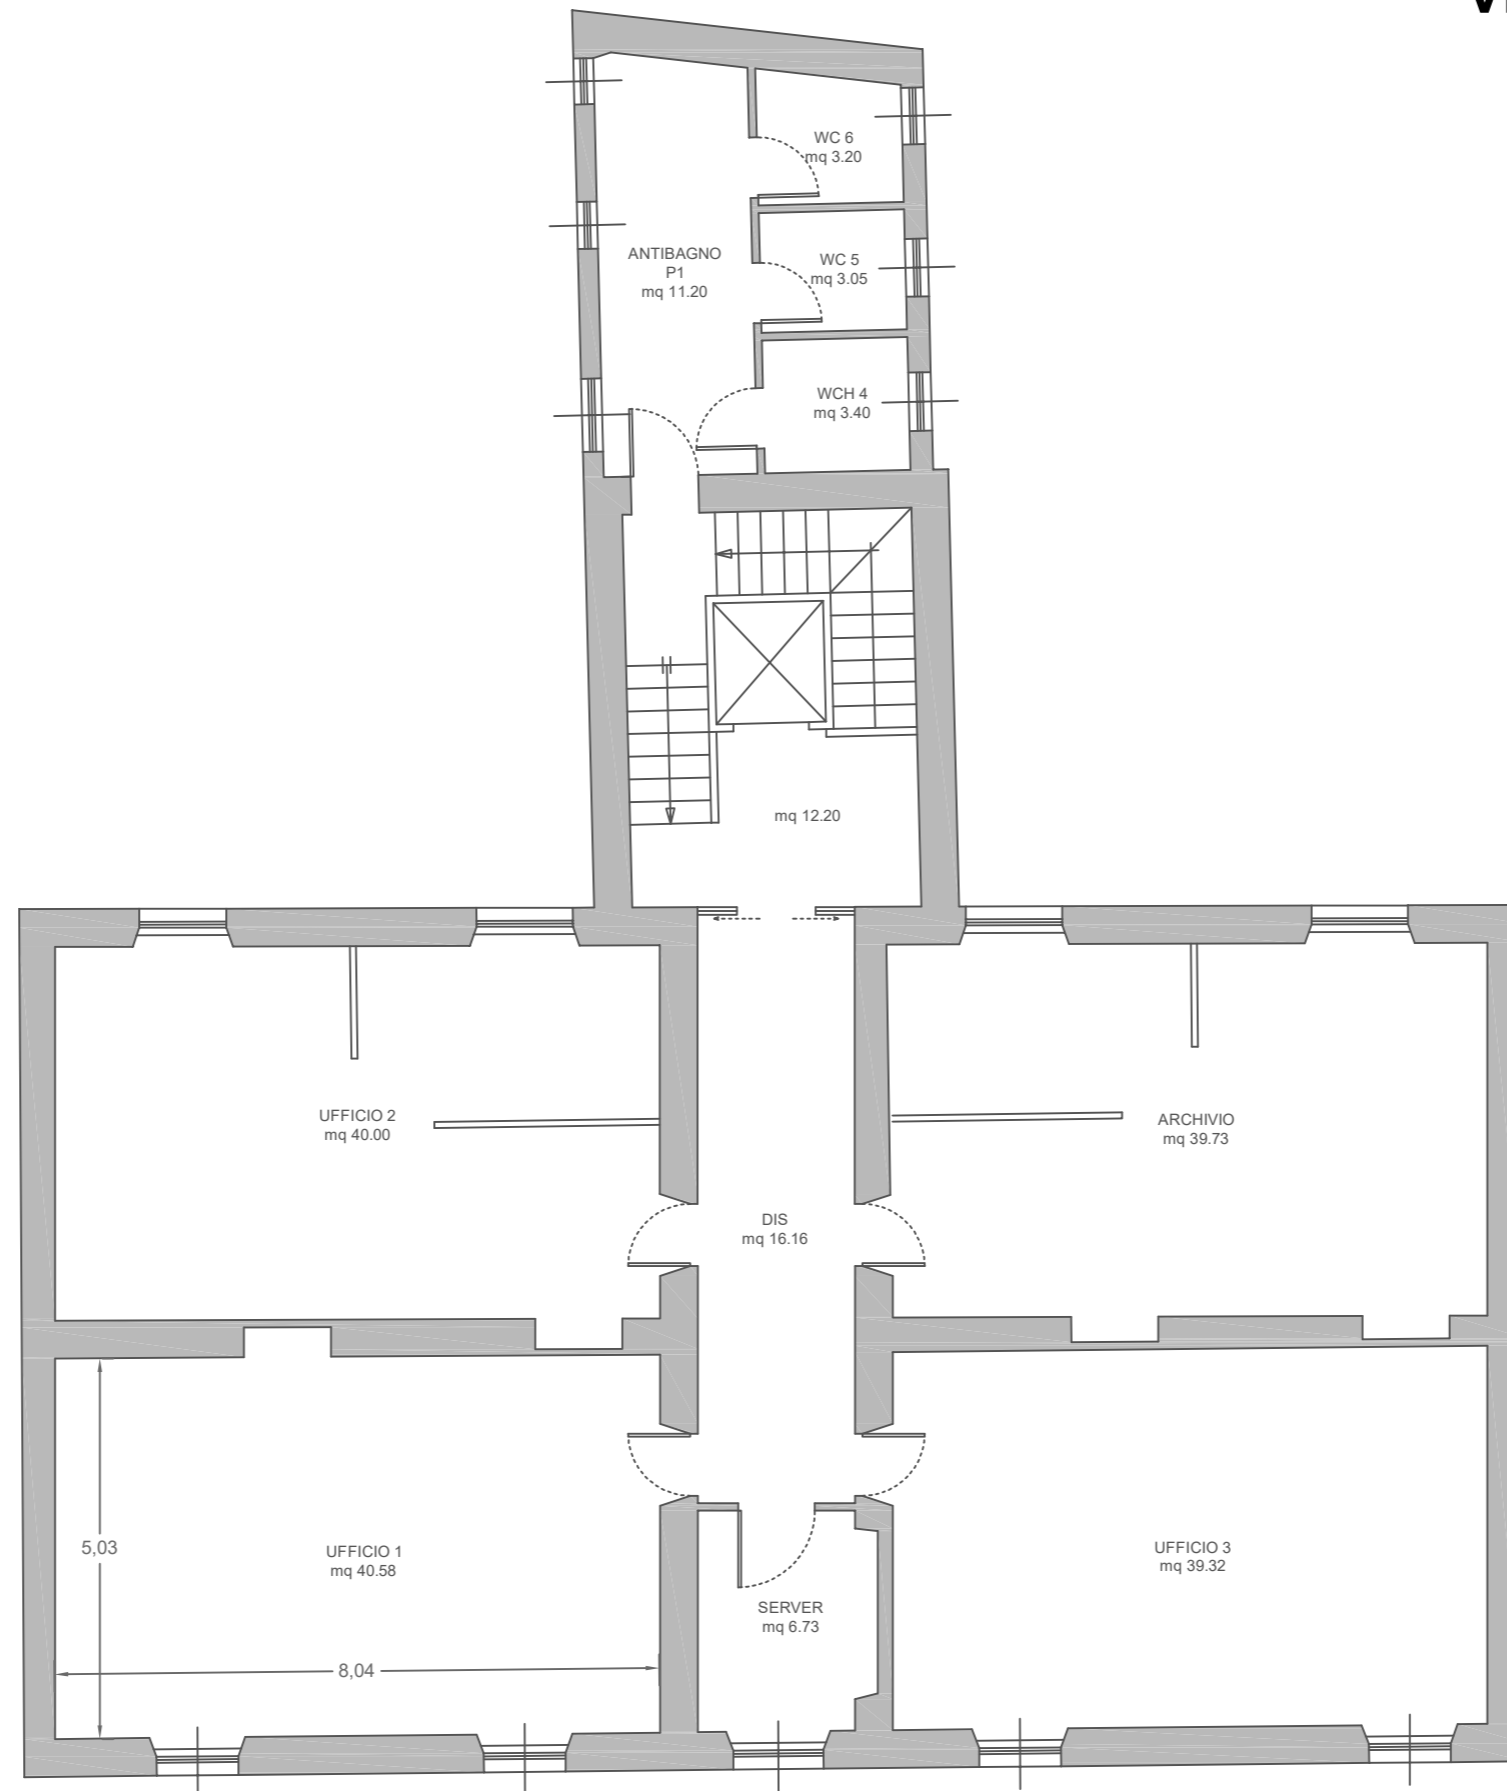 WC 6
mq 3.20
ANTIBAGNO
P1
mq 11.20
WC 5
mq 3.05
WCH 4
mq 3.40
mq 12.20
UFFICIO 2
mq 40.00
ARCHIVIO
mq 39.73
DIS
mq 16.16
5,03
UFFICIO 1
mq 40.58
UFFICIO 3
mq 39.32
SERVER
mq 6.73
8,04